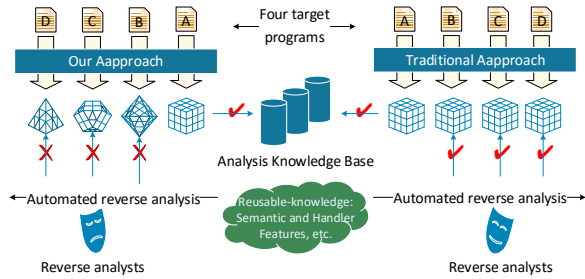 D C B A
Four target
programs
A B C D
Our Aapproach
Traditional Aapproach
Analysis Knowledge Base
Automated reverse analysis
Reusable-knowledge:
Semantic and Handler
Features, etc.
Automated reverse analysis
Reverse analysts
Reverse analysts